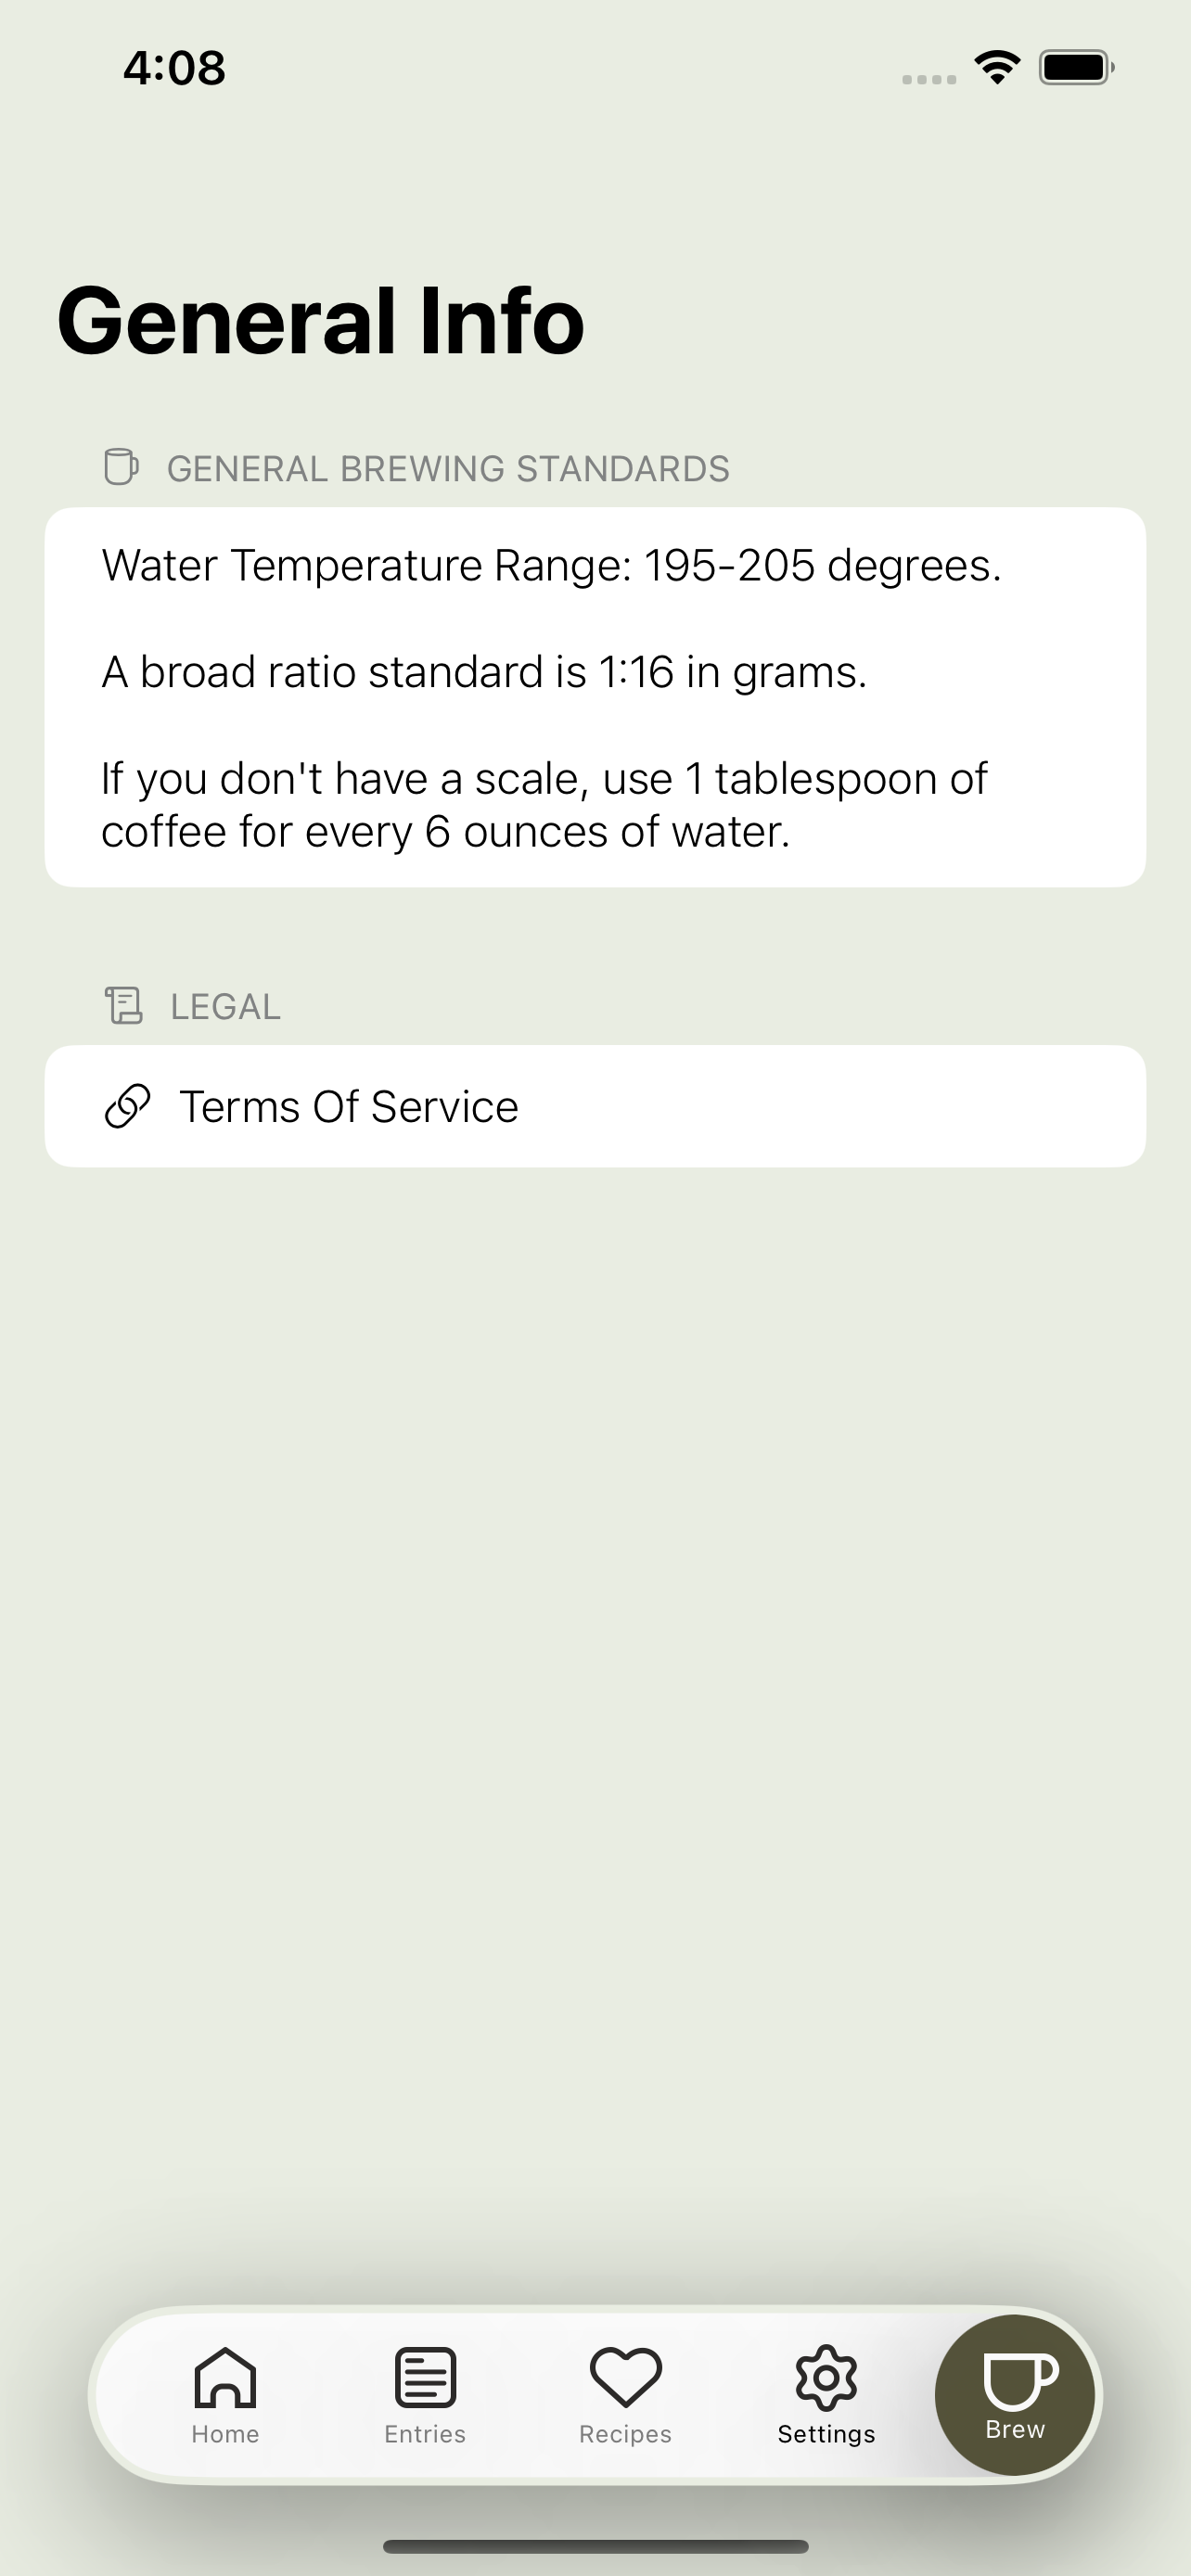 4:08
General Info
GENERAL BREWING STANDARDS
Water Temperature Range: 195-205 degrees.
A broad ratio standard is 1:16 in grams.
If you don't have a scale, use 1 tablespoon of
coffee for every 6 ounces of water.
LEGAL
Terms Of Service
Home
Entries
Recipes
Settings
Brew